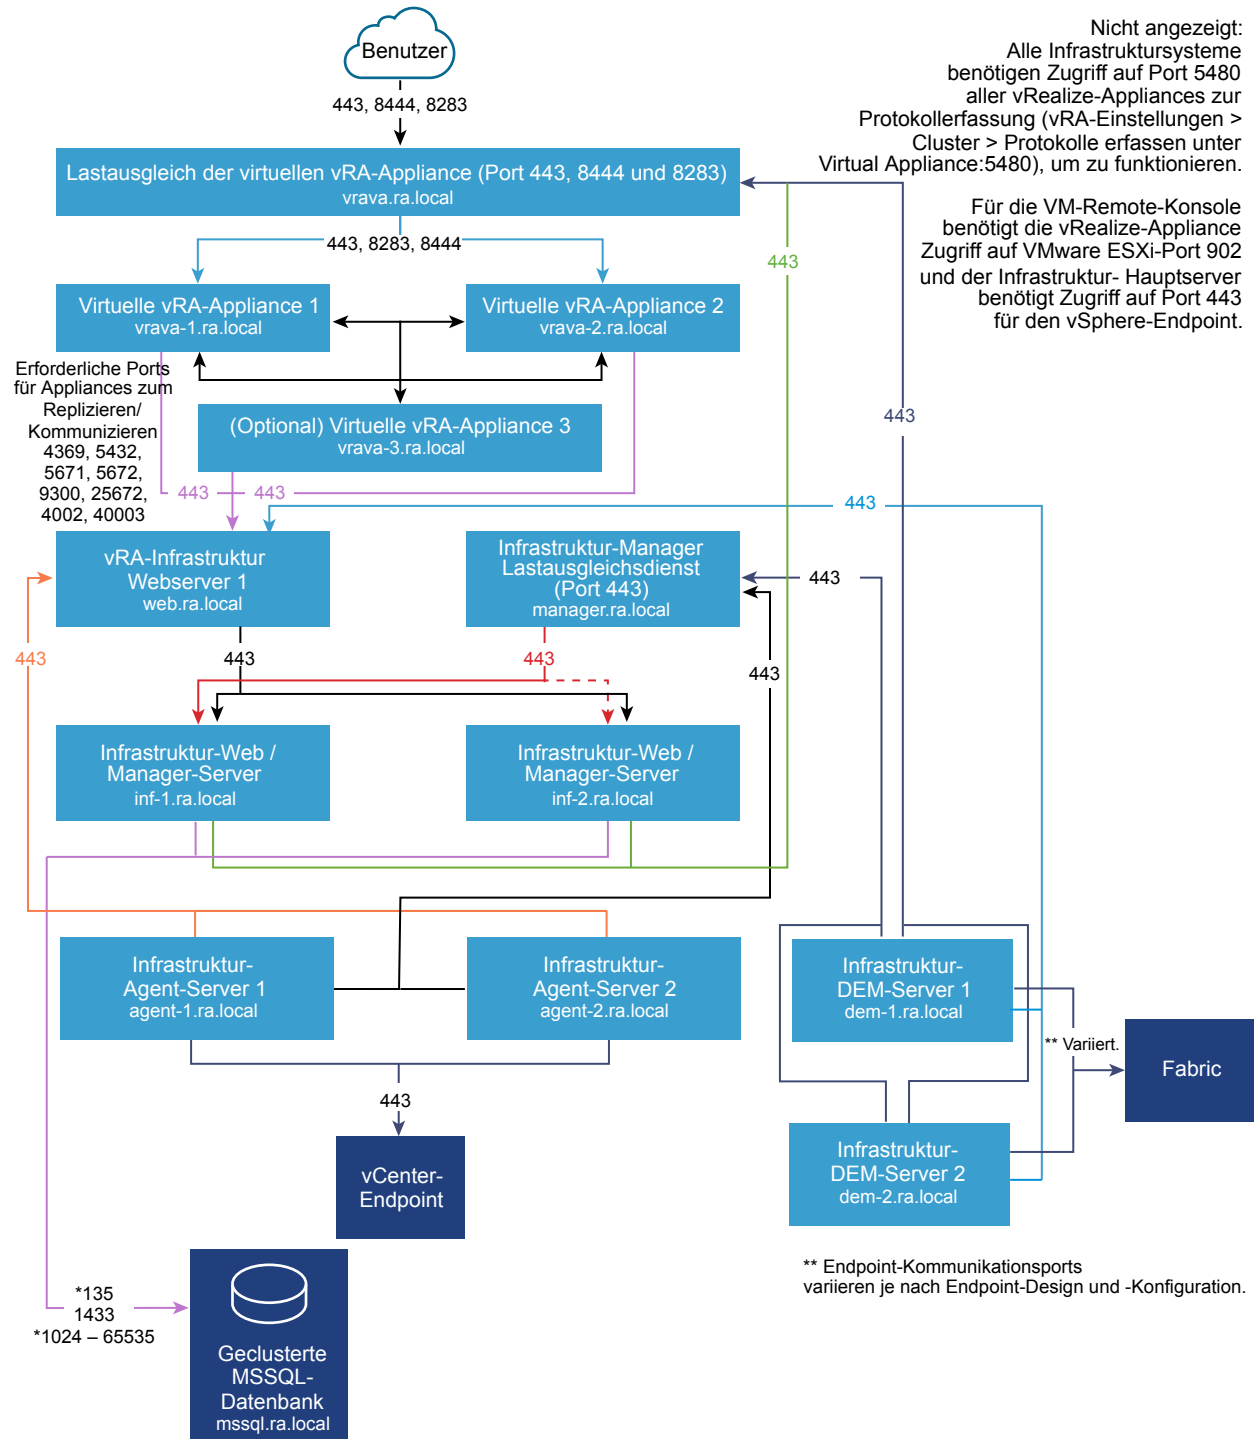 Benutzer
443, 8444, 8283
Nicht angezeigt:
Alle Infrastruktursysteme
benötigen Zugriff auf Port 5480
aller vRealize-Appliances zur
Protokollerfassung (vRA-Einstellungen >
Cluster > Protokolle erfassen unter
Virtual Appliance:5480), um zu funktionieren.
Für die VM-Remote-Konsole
benötigt die vRealize-Appliance
Zugriff auf VMware ESXi-Port 902
und der Infrastruktur- Hauptserver
benötigt Zugriff auf Port 443
für den vSphere-Endpoint.
Lastausgleich der virtuellen vRA-Appliance (Port 443, 8444 und 8283)
vrava.ra.local
443, 8283, 8444
443
Virtuelle vRA-Appliance 1
vrava-1.ra.local
Virtuelle vRA-Appliance 2
vrava-2.ra.local
Erforderliche Ports
für Appliances zum
Replizieren/
Kommunizieren
4369, 5432,
5671, 5672,
9300, 25672,
4002, 40003
(Optional) Virtuelle vRA-Appliance 3
vrava-3.ra.local
443
443
443
443
vRA-Infrastruktur
Webserver 1
web.ra.local
Infrastruktur-Manager
Lastausgleichsdienst
(Port 443)
manager.ra.local
443
443
443
443
443
Infrastruktur-Web /
Manager-Server
inf-1.ra.local
Infrastruktur-Web /
Manager-Server
inf-2.ra.local
Infrastruktur-
Agent-Server 1
agent-1.ra.local
Infrastruktur-
Agent-Server 2
agent-2.ra.local
Infrastruktur-
DEM-Server 1
dem-1.ra.local
** Variiert.
Fabric
443
vCenter-
Endpoint
Infrastruktur-
DEM-Server 2
dem-2.ra.local
** Endpoint-Kommunikationsports
variieren je nach Endpoint-Design und -Konfiguration.
*135
1433
*1024 – 65535
Geclusterte
MSSQL-
Datenbank
mssql.ra.local